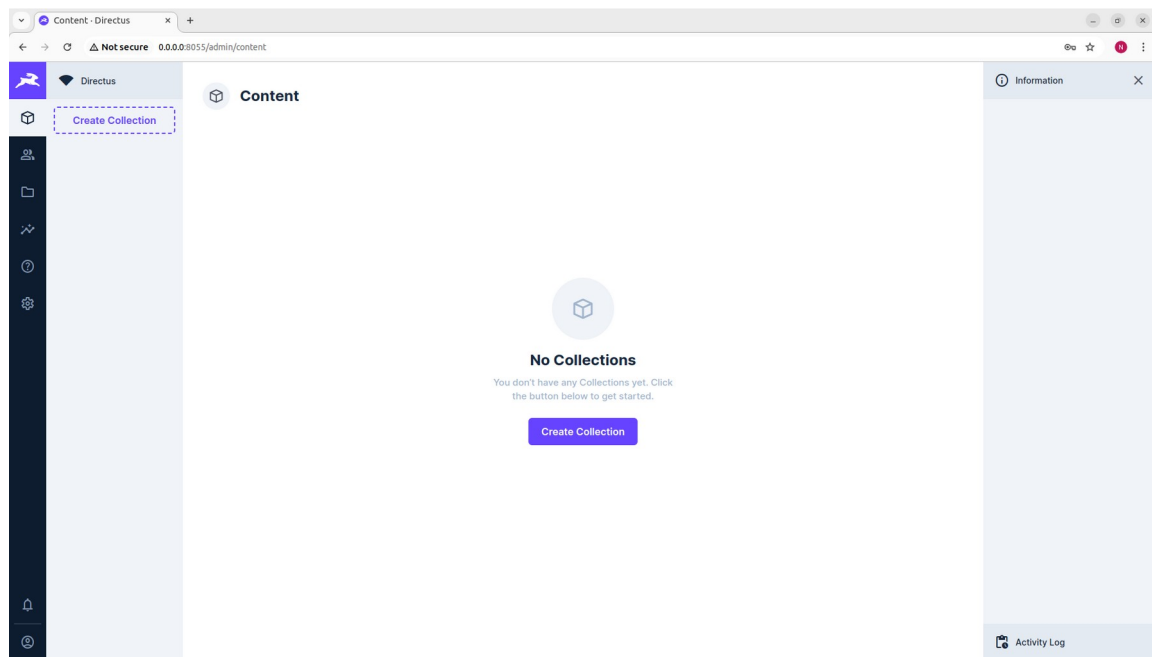 Content · Directus
Not secure 0.0.0.0:8055/admin/content
N
Directus
Create Collection
Content
No Collections
You don't have any Collections yet. Click
the button below to get started.
Create Collection
Information
Activity Log